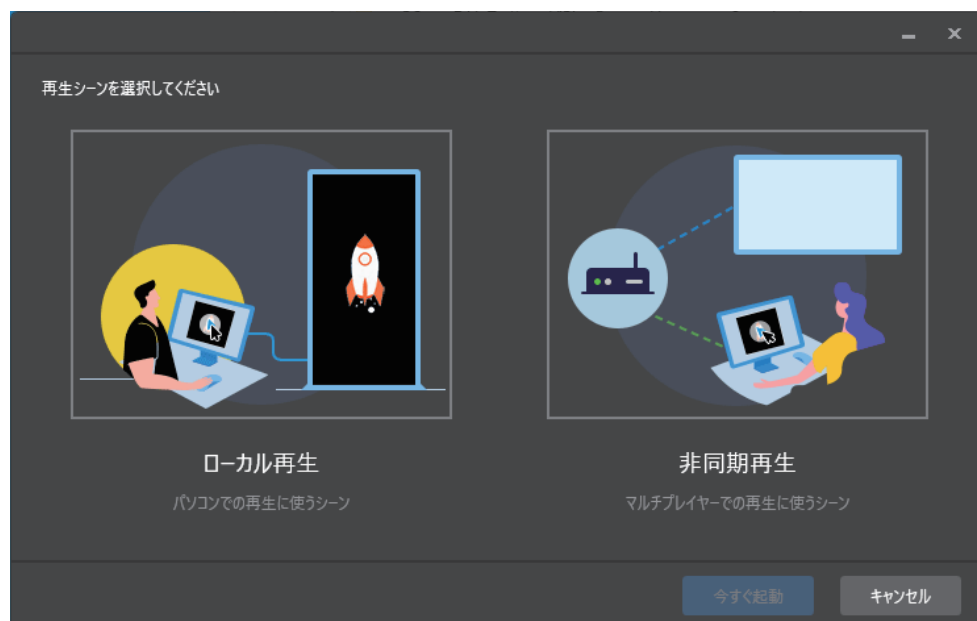 再生シーンを選択してください
ローカル再生
パソコンでの再生に使うシーン
非同期再生
マルチプレイヤーでの再生に使うシーン
今すぐ起動
キャンセル